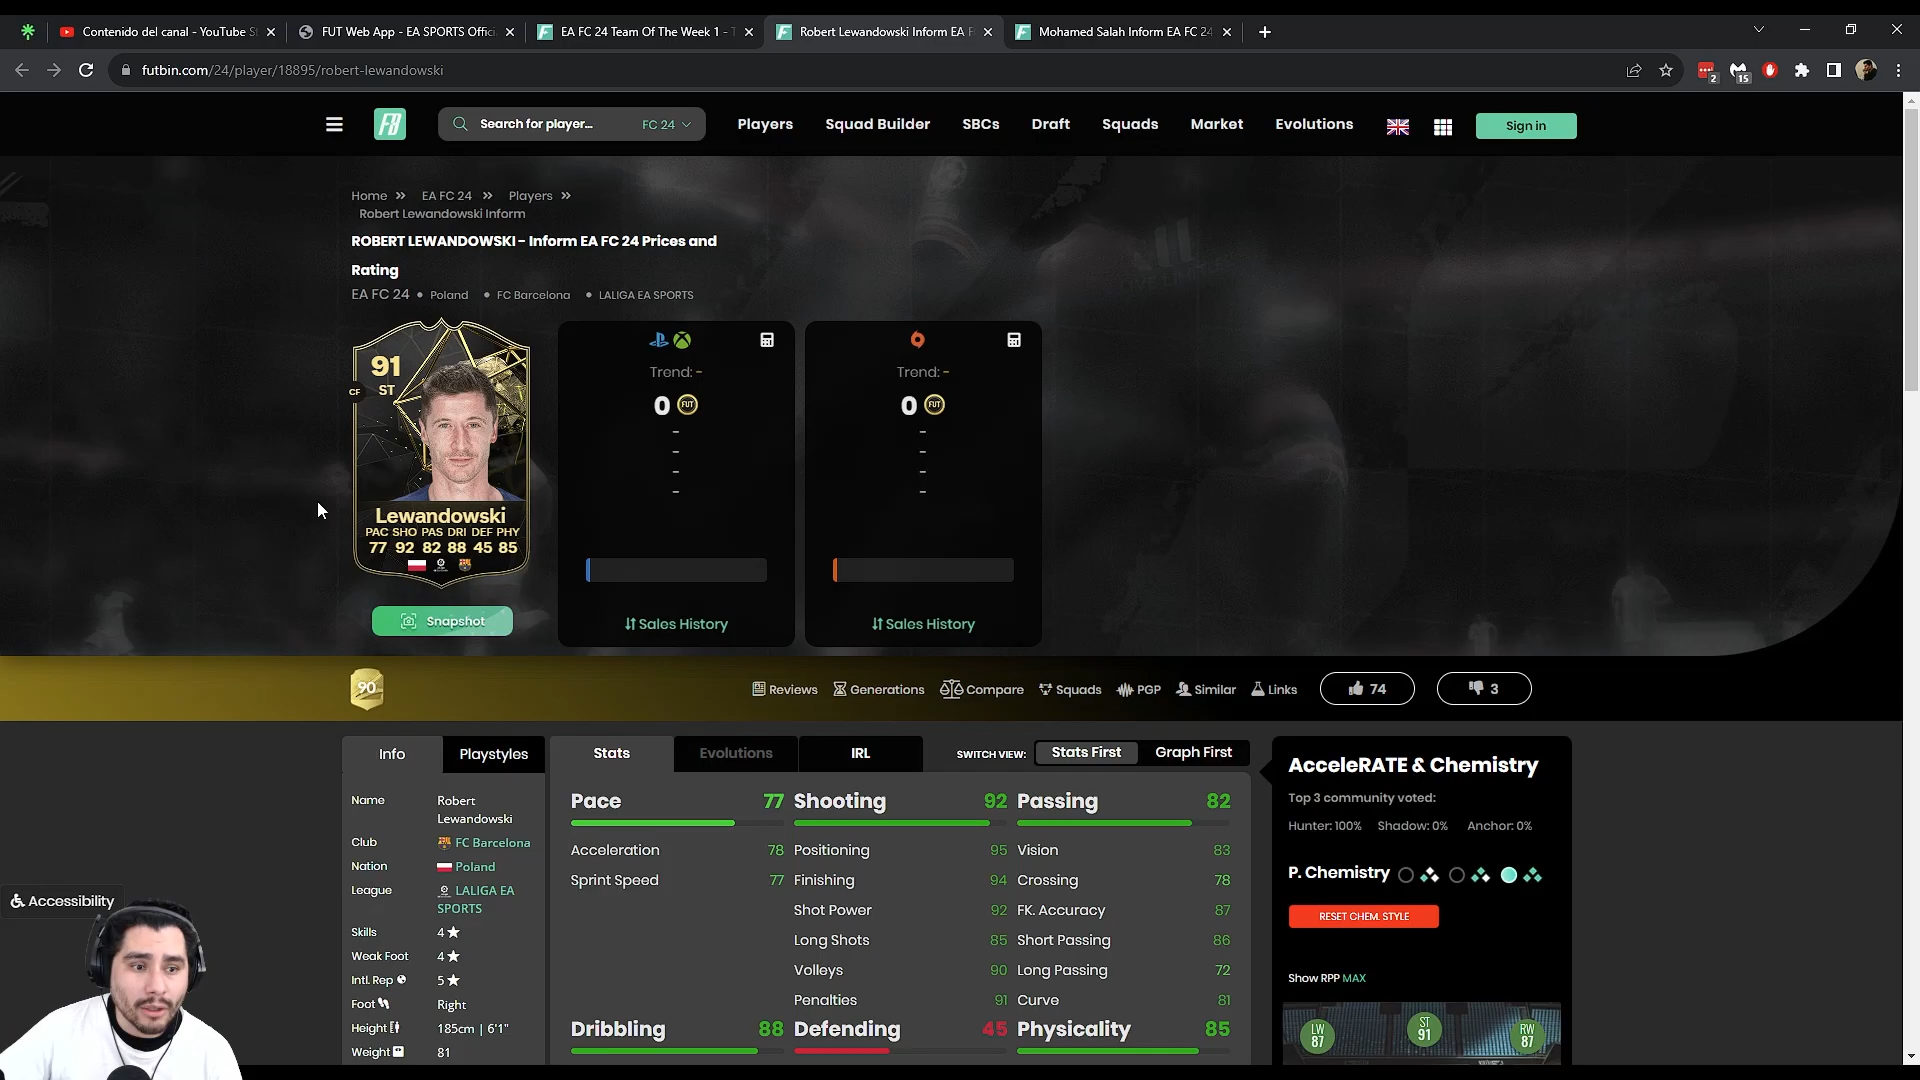 Contenido del canal - YouTube S
FUT Web App - EA SPORTS Offic
EA FC 24 Team Of The Week 1 - T
Robert Lewandowski Inform EA F
Mohamed Salah Inform EA FC 24
futbin.com/24/player/18895/robert-lewandowski
2
15
FB
Search for player...
FC 24
Players
Squad Builder
SBCs
Draft
Squads
Market
Evolutions
Sign in
Home » EA FC 24 » Players »
Robert Lewandowski Inform
ROBERT LEWANDOWSKI - Inform EA FC 24 Prices and
Rating
EA FC 24 • Poland • FC Barcelona • LALIGA EA SPORTS
91
ST
CF
Lewandowski
PAC SHO PAS DRI DEF PHY
77 92 82 88 45 85
Snapshot
Trend: -
0 FUT
-
-
-
-
Sales History
Trend: -
0 FUT
-
-
-
-
Sales History
90
Reviews
Generations
Compare
Squads
PGP
Similar
Links
74
3
Info
Playstyles
Name Robert
Lewandowski
Club FC Barcelona
Nation Poland
League LALIGA EA
SPORTS
Skills 4★
Weak Foot 4★
Intl. Rep 5★
Foot Right
Height 185cm | 6'1"
Weight 81
Stats
Evolutions
IRL
SWITCH VIEW:
Stats First
Graph First
Pace 77
Acceleration 78
Sprint Speed 77
Shooting 92
Positioning 95
Finishing 94
Shot Power 92
Long Shots 85
Volleys 90
Penalties 91
Passing 82
Vision 83
Crossing 78
FK. Accuracy 87
Short Passing 86
Long Passing 72
Curve 81
Dribbling 88
Defending 45
Physicality 85
AcceleRATE & Chemistry
Top 3 community voted:
Hunter: 100% Shadow: 0% Anchor: 0%
P. Chemistry
RESET CHEM. STYLE
Show RPP MAX
LW
87
ST
91
RW
87
Accessibility